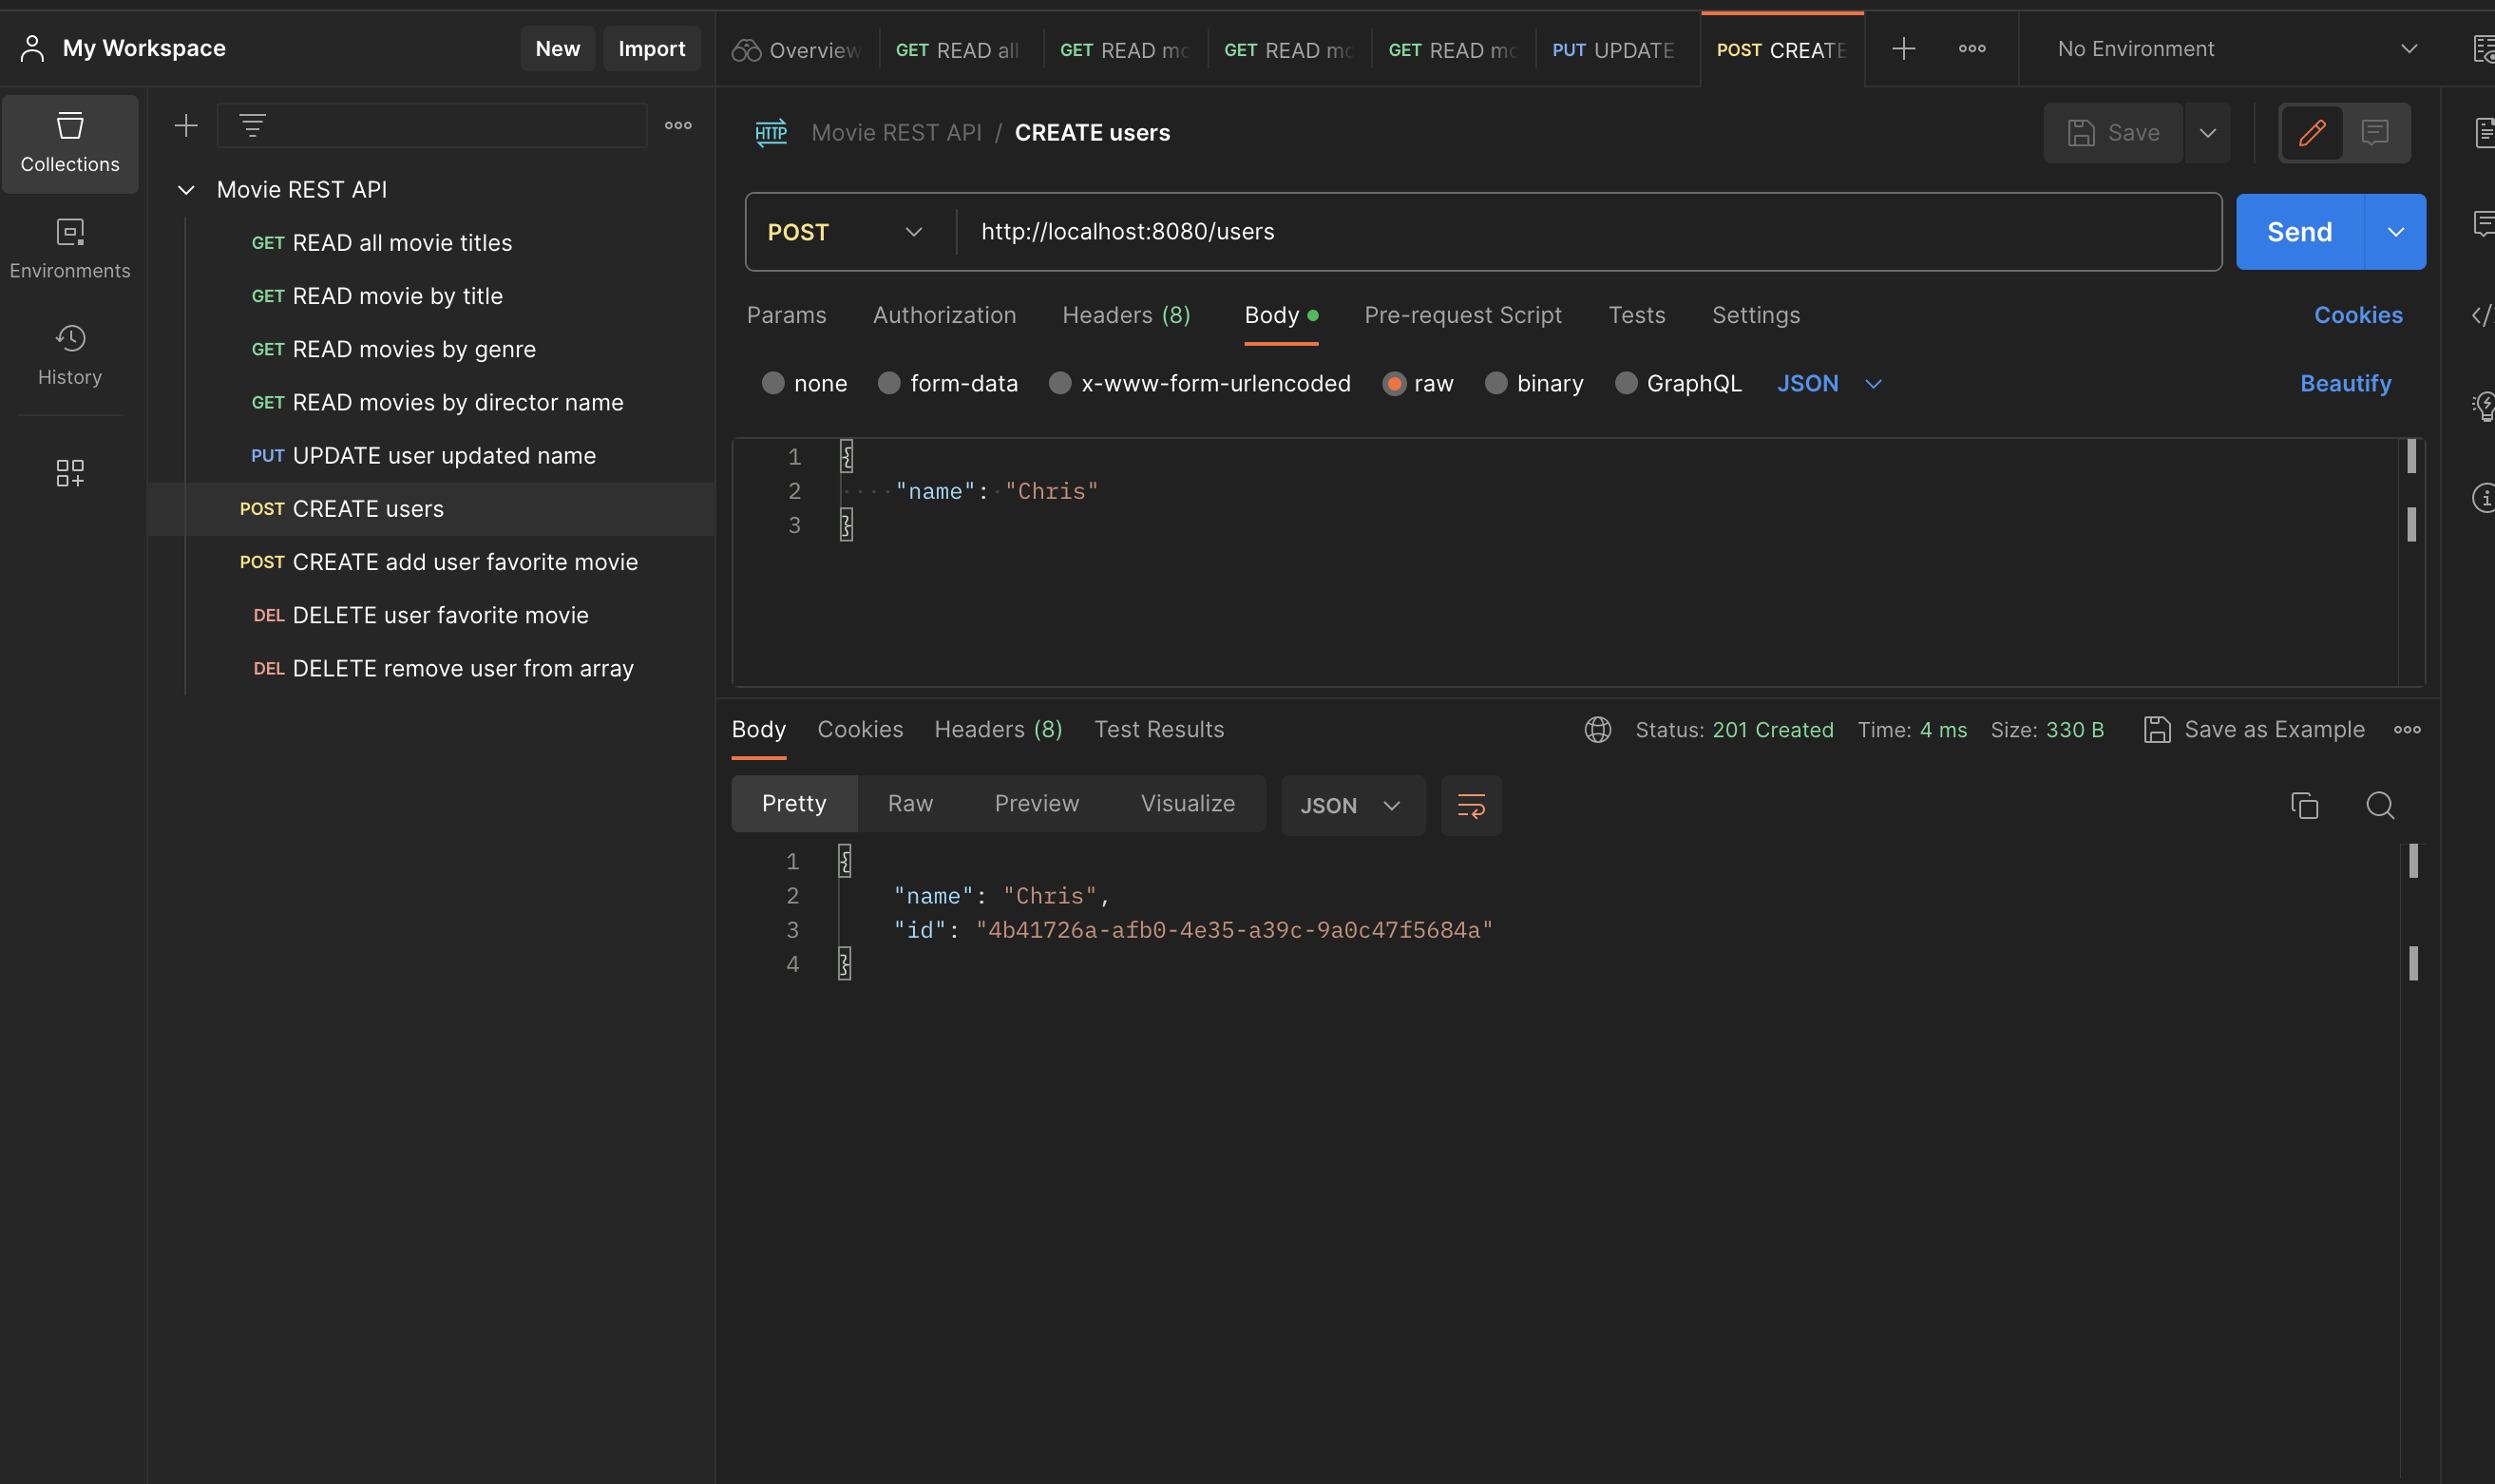 My Workspace
New
Import
Overview
GET READ all
GET READ mo
GET READ mo
GET READ mo
PUT UPDATE
POST CREATE
No Environment
Collections
Environments
History
Movie REST API
GET READ all movie titles
GET READ movie by title
GET READ movies by genre
GET READ movies by director name
PUT UPDATE user updated name
POST CREATE users
POST CREATE add user favorite movie
DEL DELETE user favorite movie
DEL DELETE remove user from array
HTTP Movie REST API / CREATE users
Save
POST http://localhost:8080/users
Send
Params Authorization Headers (8) Body Pre-request Script Tests Settings Cookies
none form-data x-www-form-urlencoded raw binary GraphQL JSON Beautify
1 {
2 ····"name":·"Chris"
3 }
Body Cookies Headers (8) Test Results Status: 201 Created Time: 4 ms Size: 330 B Save as Example
Pretty Raw Preview Visualize JSON
1 {
2 "name": "Chris",
3 "id": "4b41726a-afb0-4e35-a39c-9a0c47f5684a"
4 }